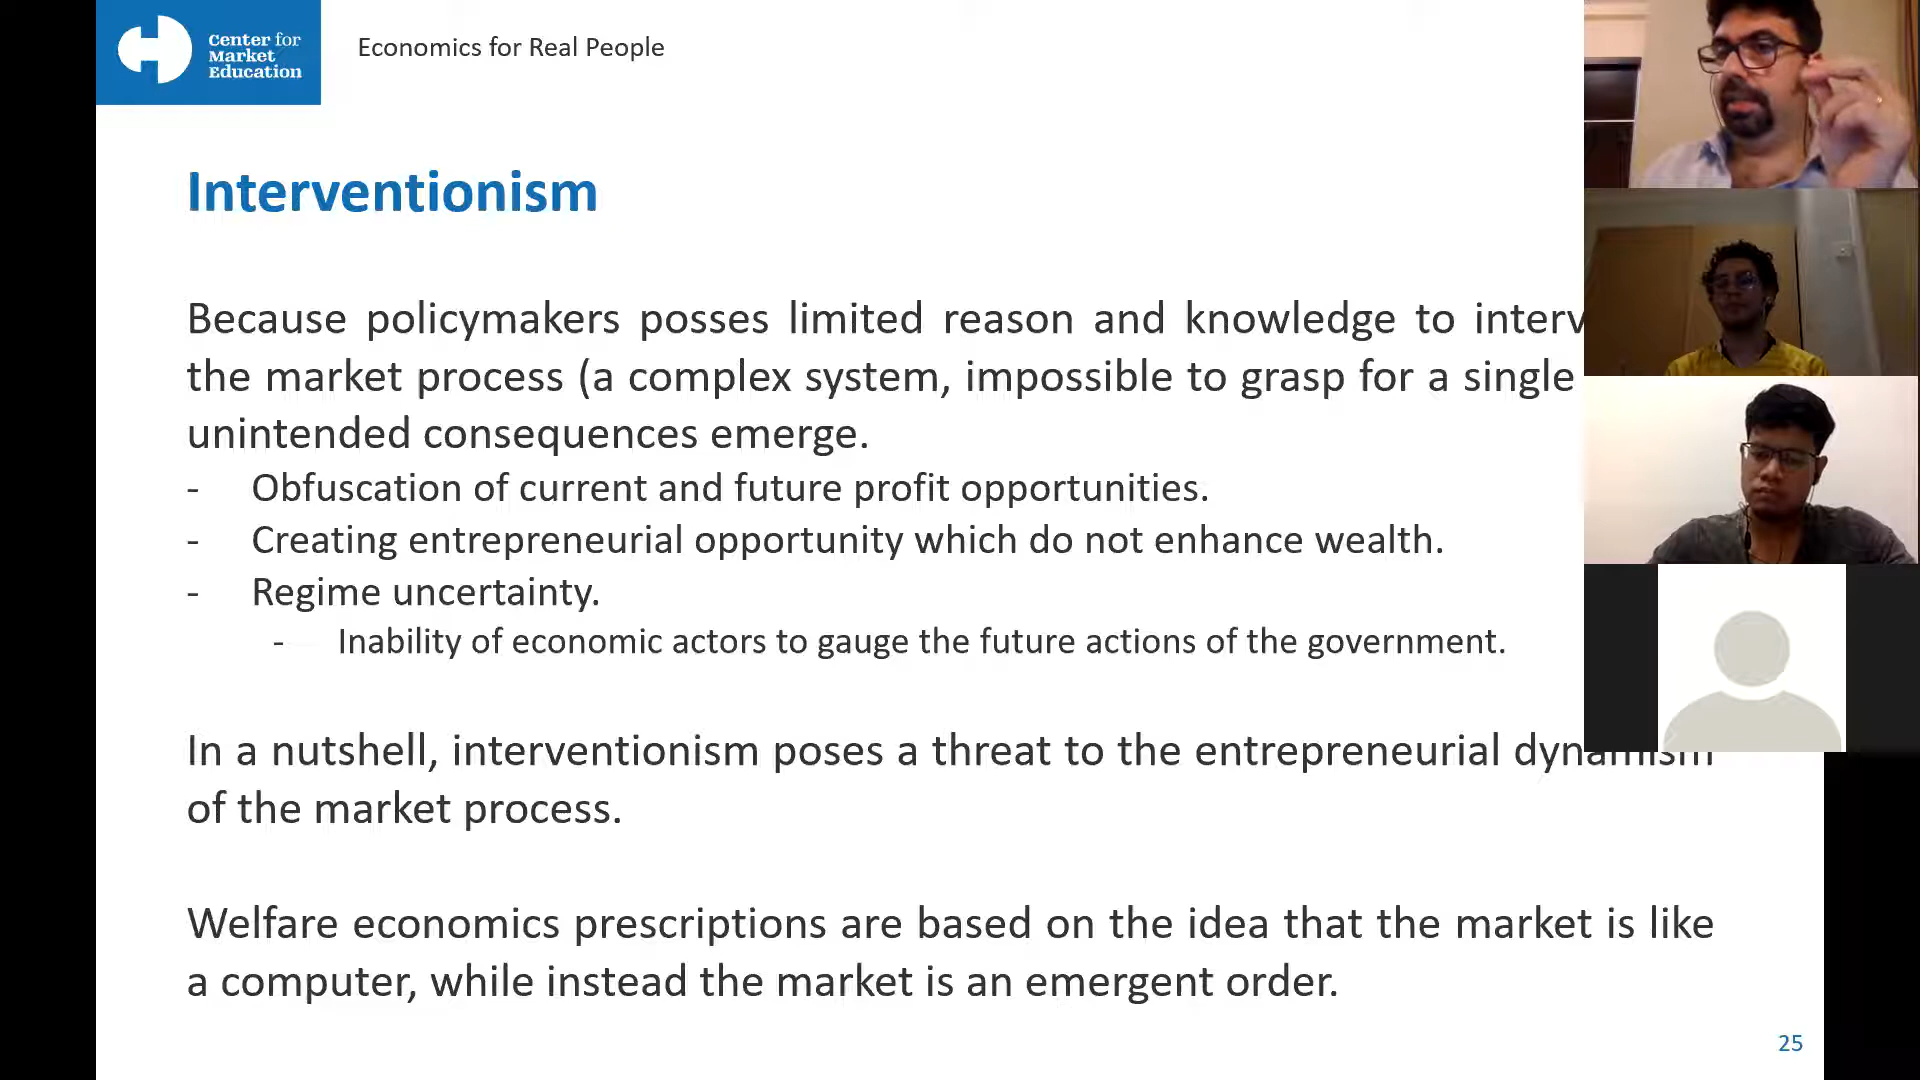 Center for
Market
Education
Economics for Real People
Interventionism
Because policymakers posses limited reason and knowledge to interv
the market process (a complex system, impossible to grasp for a single
unintended consequences emerge.
- Obfuscation of current and future profit opportunities.
- Creating entrepreneurial opportunity which do not enhance wealth.
- Regime uncertainty.
- Inability of economic actors to gauge the future actions of the government.
In a nutshell, interventionism poses a threat to the entrepreneurial dynamism
of the market process.
Welfare economics prescriptions are based on the idea that the market is like
a computer, while instead the market is an emergent order.
25